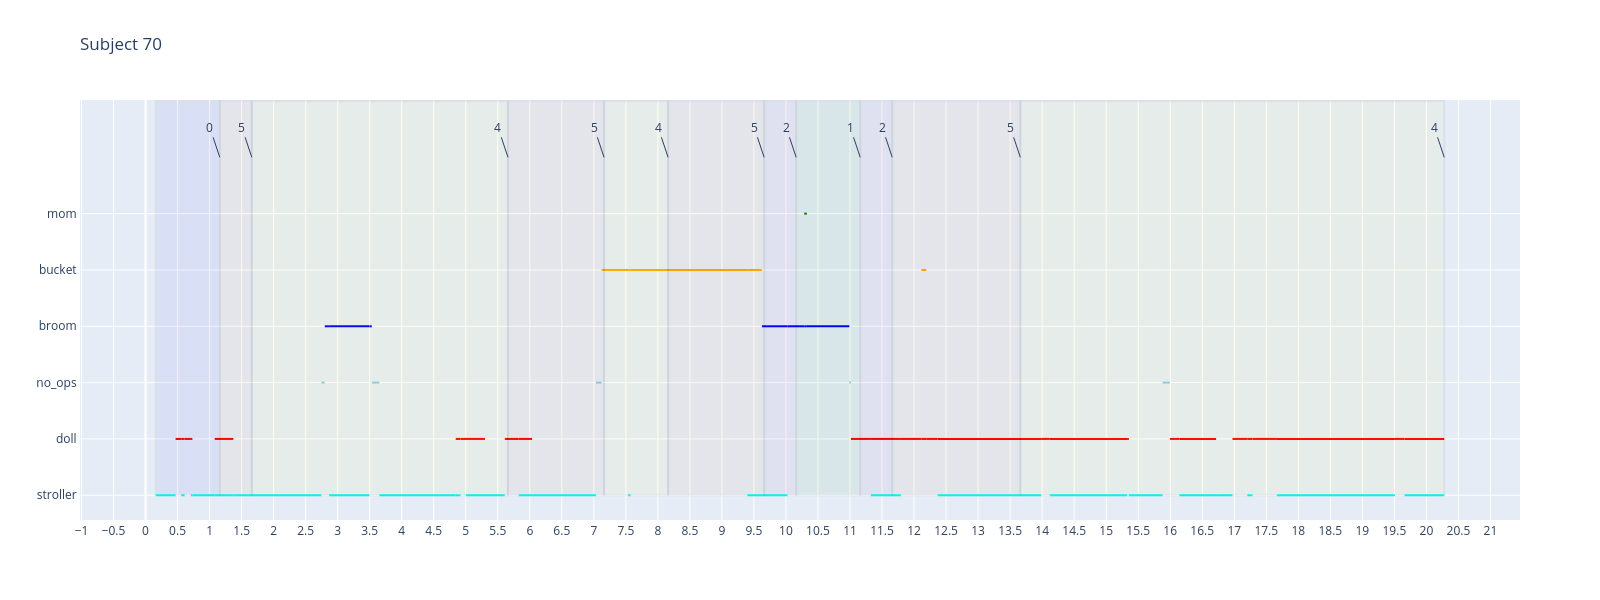 Subject 70
0 5 4 5 4 5 2 1 2 5 4
mom
bucket
broom
no_ops
doll
stroller
−1 −0.5 0 0.5 1 1.5 2 2.5 3 3.5 4 4.5 5 5.5 6 6.5 7 7.5 8 8.5 9 9.5 10 10.5 11 11.5 12 12.5 13 13.5 14 14.5 15 15.5 16 16.5 17 17.5 18 18.5 19 19.5 20 20.5 21